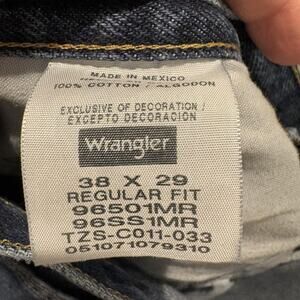 MADE IN MEXICO
100% COTTON / ALGODON
EXCLUSIVE OF DECORATION /
EXCEPTO DECORACION
Wrangler
38 X 29
REGULAR FIT
96501MR
96SS1MR
TZS-C011-033
051071079310